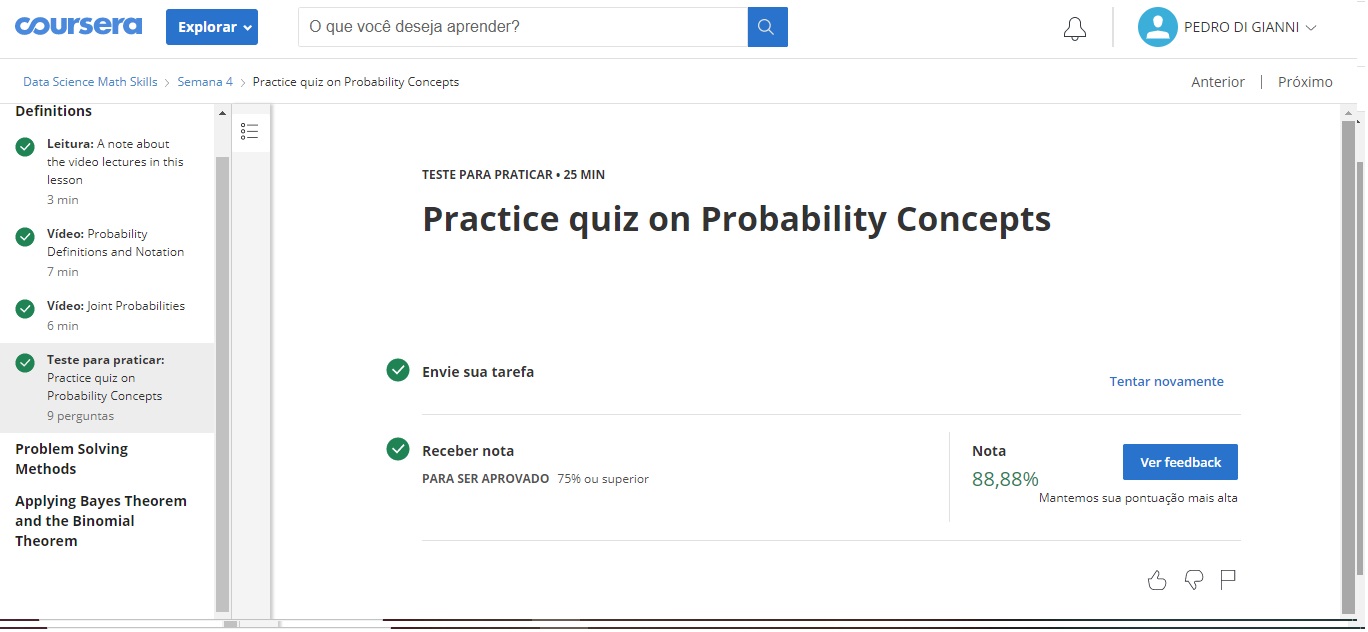 coursera
Explorar
O que você deseja aprender?
PEDRO DI GIANNI
Data Science Math Skills > Semana 4 > Practice quiz on Probability Concepts
Anterior | Próximo
Definitions
Leitura: A note about
the video lectures in this
lesson
3 min
Vídeo: Probability
Definitions and Notation
7 min
Vídeo: Joint Probabilities
6 min
Teste para praticar:
Practice quiz on
Probability Concepts
9 perguntas
Problem Solving
Methods
Applying Bayes Theorem
and the Binomial
Theorem
TESTE PARA PRATICAR • 25 MIN
Practice quiz on Probability Concepts
Envie sua tarefa
Tentar novamente
Receber nota
PARA SER APROVADO 75% ou superior
Nota
88,88%
Ver feedback
Mantemos sua pontuação mais alta